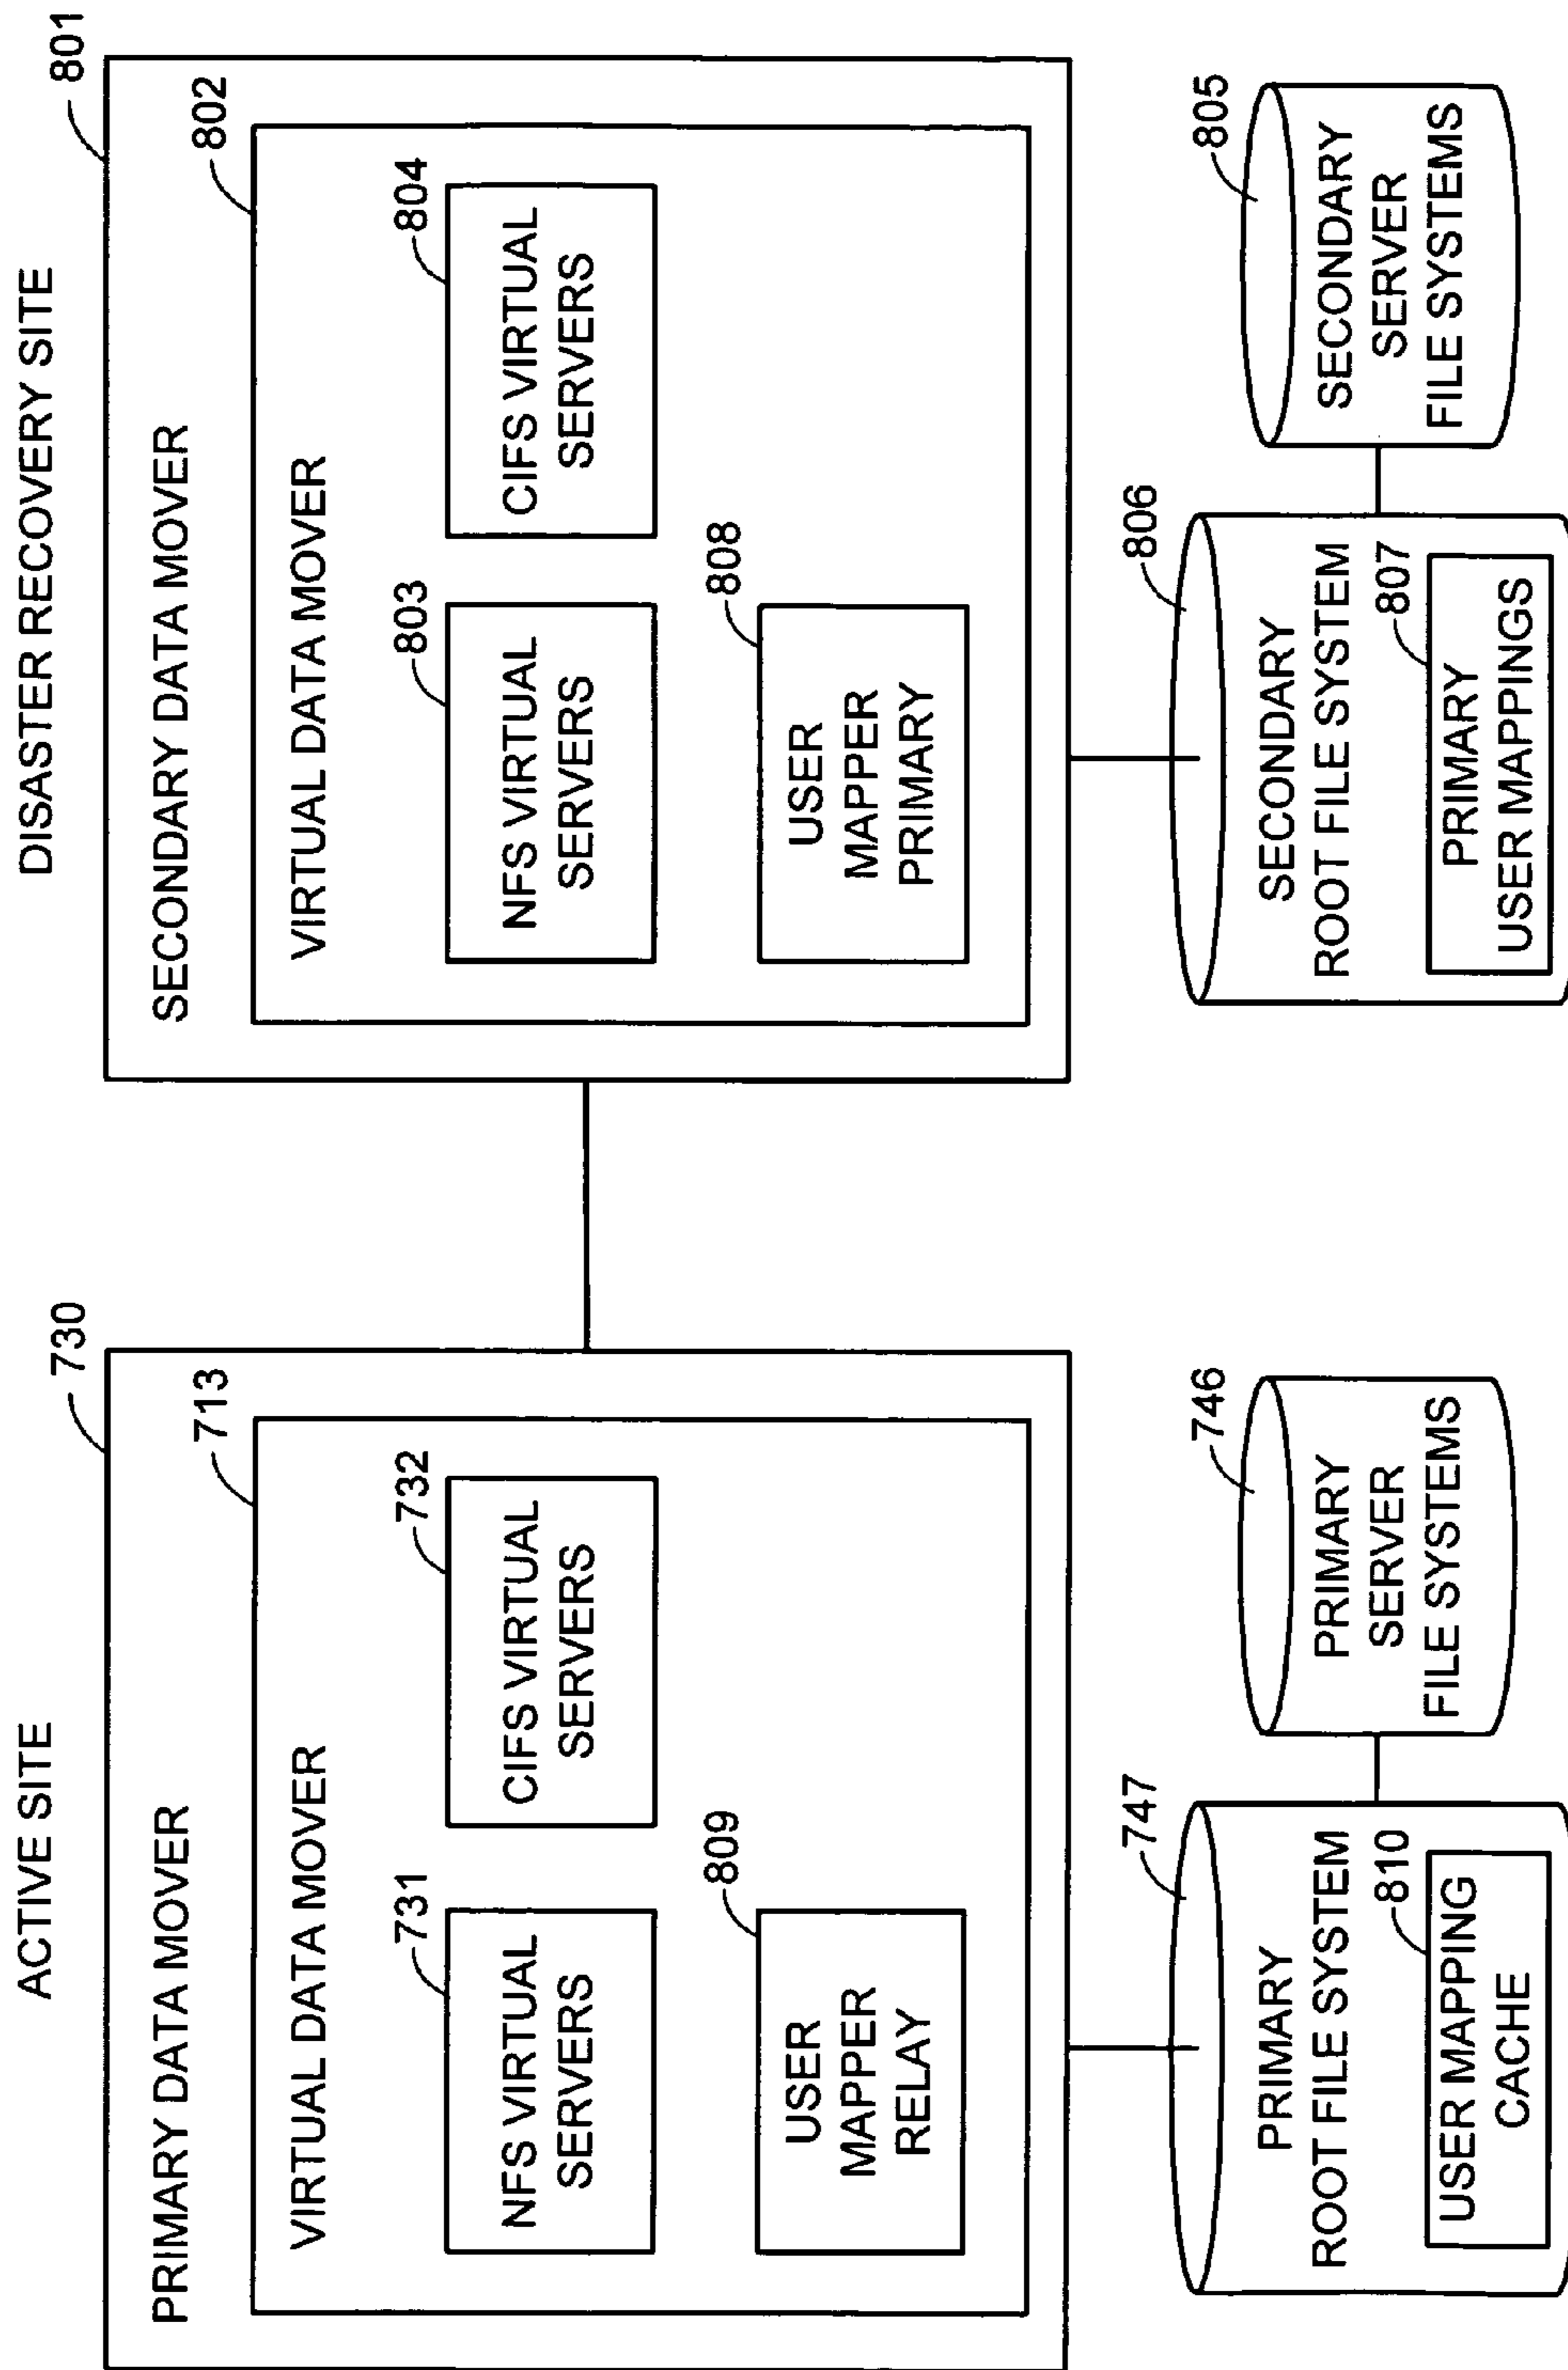 ACTIVE SITE
730
PRIMARY DATA MOVER
713
VIRTUAL DATA MOVER
731
NFS VIRTUAL
SERVERS
732
CIFS VIRTUAL
SERVERS
809
USER
MAPPER
RELAY
747
PRIMARY
ROOT FILE SYSTEM
810
USER MAPPING
CACHE
746
PRIMARY
SERVER
FILE SYSTEMS
DISASTER RECOVERY SITE
801
SECONDARY DATA MOVER
802
VIRTUAL DATA MOVER
803
NFS VIRTUAL
SERVERS
804
CIFS VIRTUAL
SERVERS
808
USER
MAPPER
PRIMARY
806
SECONDARY
ROOT FILE SYSTEM
807
PRIMARY
USER MAPPINGS
805
SECONDARY
SERVER
FILE SYSTEMS